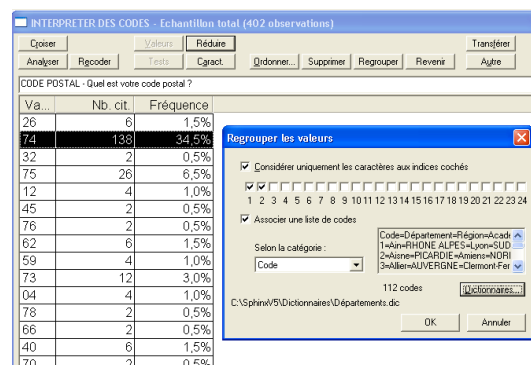 INTERPRETER DES CODES - Echantillon total (402 observations)
Croiser Valeurs Réduire Transférer
Analyser Recoder Tests Caract. Ordonner... Supprimer Regrouper Revenir Autre
CODE POSTAL - Quel est votre code postal ?
Va... Nb. cit. Fréquence
26 6 1,5%
74 138 34,5%
32 2 0,5%
75 26 6,5%
12 4 1,0%
45 2 0,5%
76 2 0,5%
62 6 1,5%
59 4 1,0%
73 12 3,0%
04 4 1,0%
78 2 0,5%
66 2 0,5%
40 6 1,5%
70 2 0,5%
Regrouper les valeurs
Considérer uniquement les caractères aux indices cochés
1 2 3 4 5 6 7 8 9 10 11 12 13 14 15 16 17 18 19 20 21 22 23 24
Associer une liste de codes
Selon la catégorie :
Code
Code=Département=Région=Acade
1=Ain=RHONE ALPES=Lyon=SUD
2=Aisne=PICARDIE=Amiens=NORI
3=Allier=AUVERGNE=Clermont-Fer
112 codes
Dictionnaires...
C:\SphinxV5\Dictionnaires\Départements.dic
OK Annuler